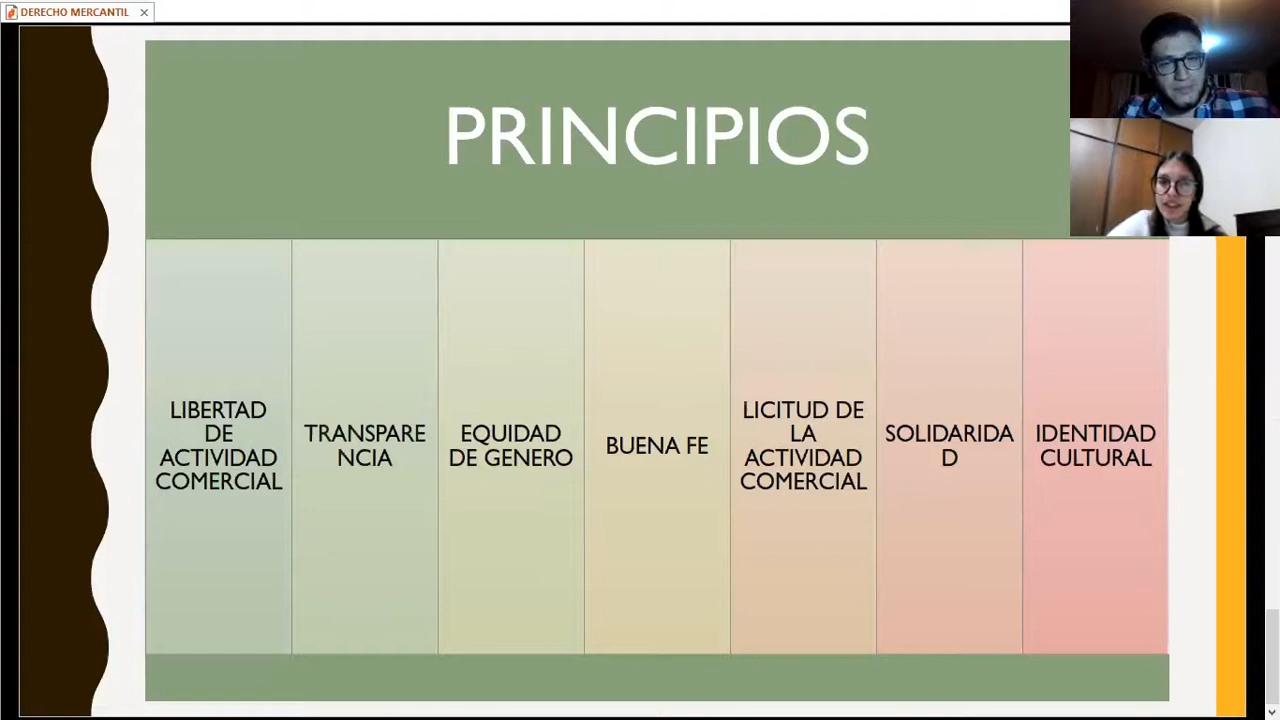 DERECHO MERCANTIL
PRINCIPIOS
LIBERTAD
DE
ACTIVIDAD
COMERCIAL
TRANSPARE
NCIA
EQUIDAD
DE GENERO
BUENA FE
LICITUD DE
LA
ACTIVIDAD
COMERCIAL
SOLIDARIDA
D
IDENTIDAD
CULTURAL